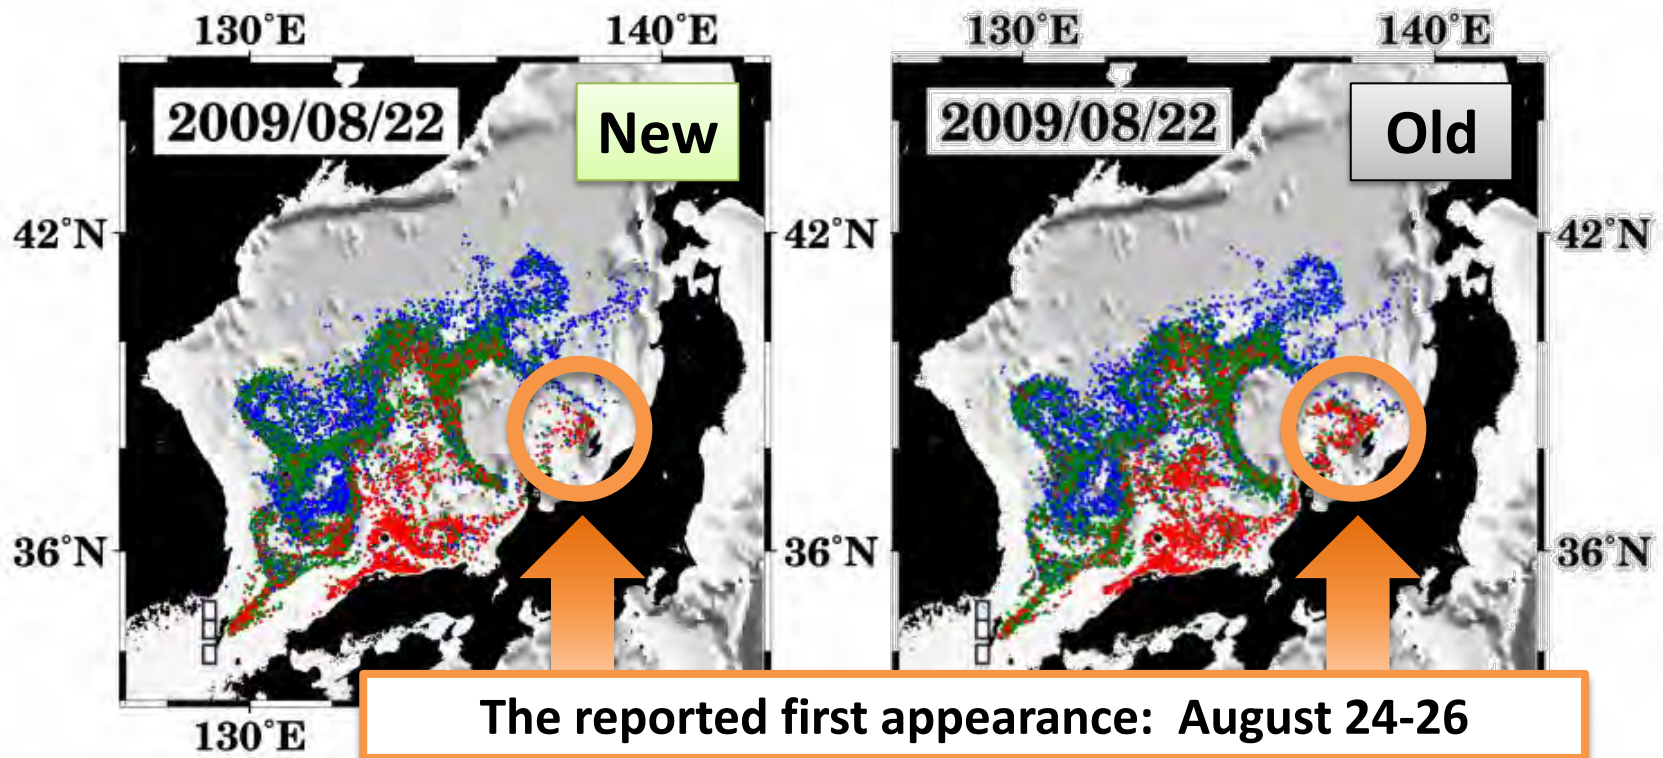 130°E 140°E 130°E 140°E
2009/08/22 New 2009/08/22 Old
42°N 42°N 42°N
36°N 36°N 36°N
The reported first appearance: August 24-26
130°E